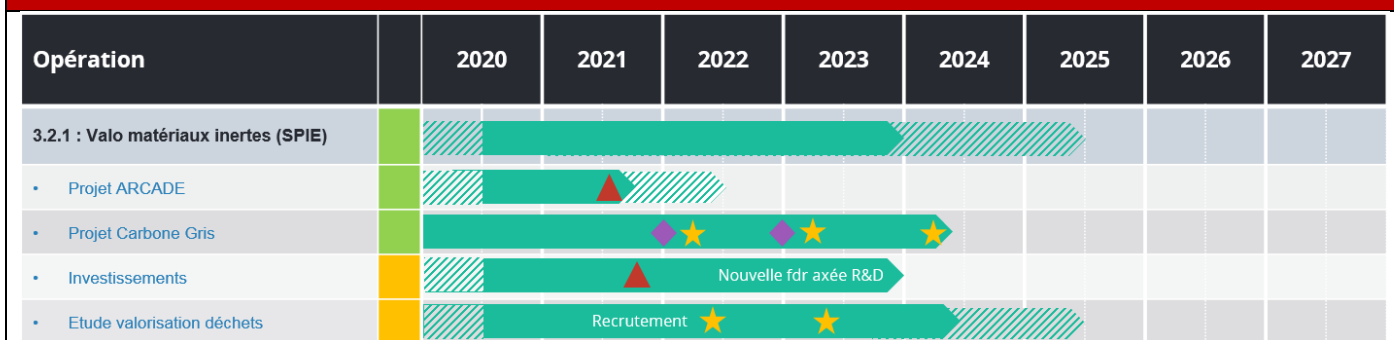 Opération 2020 2021 2022 2023 2024 2025 2026 2027
3.2.1 : Valo matériaux inertes (SPIE)
• Projet ARCADE
• Projet Carbone Gris
• Investissements Nouvelle fdr axée R&D
• Etude valorisation déchets Recrutement